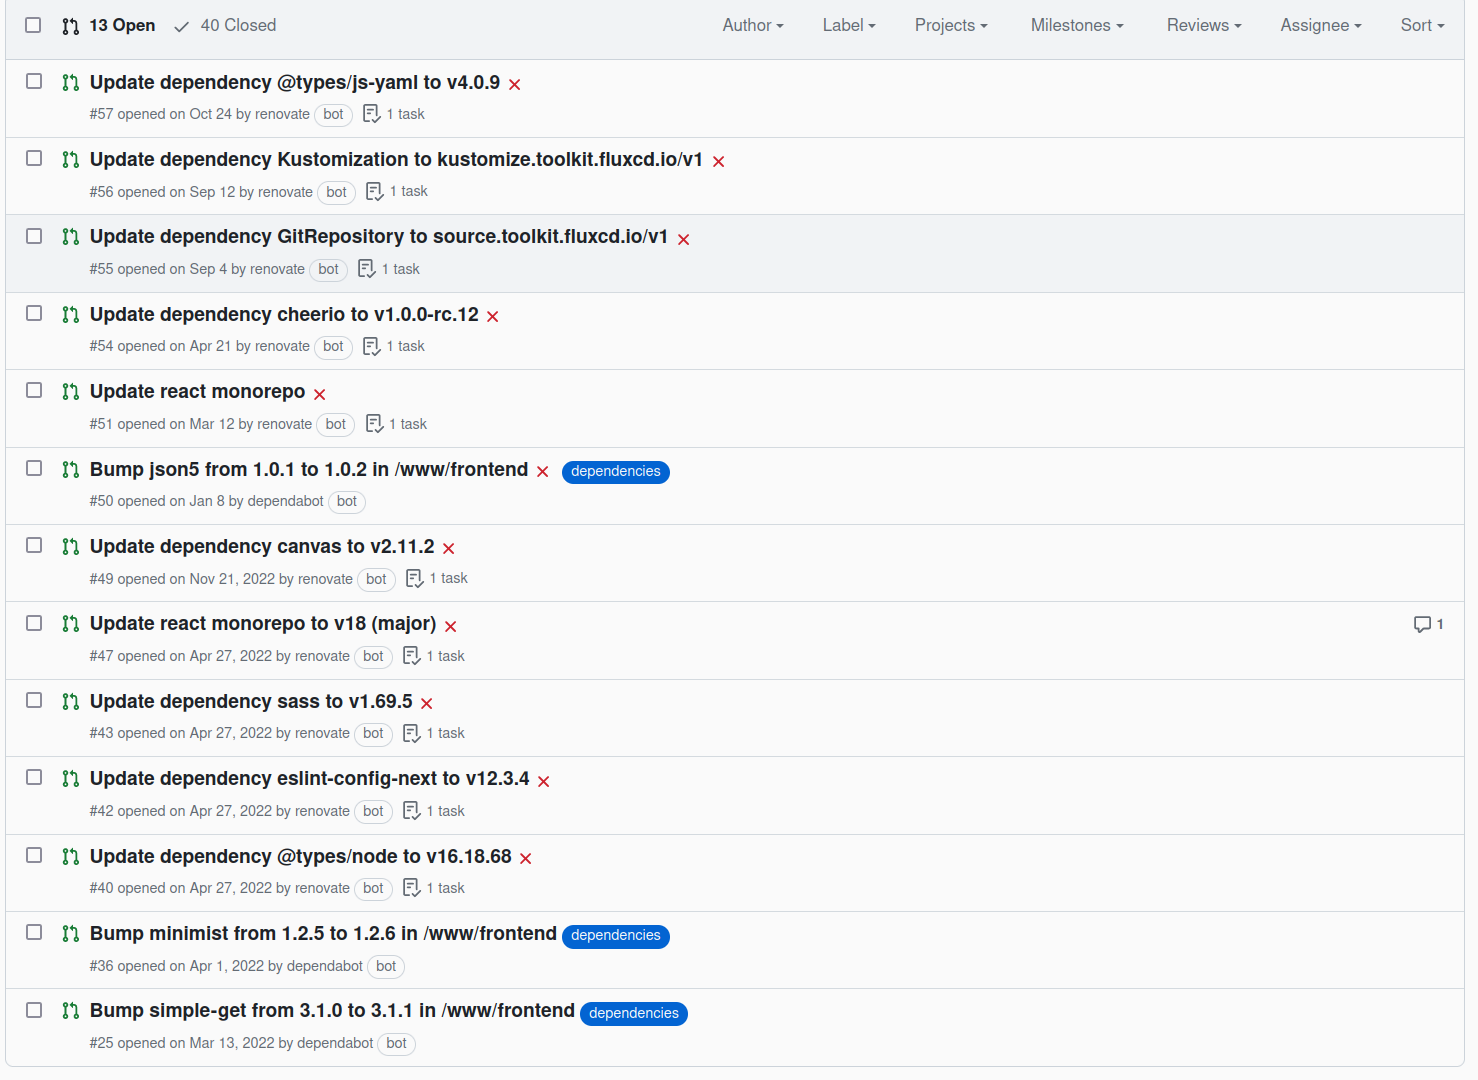 13 Open 40 Closed Author Label Projects Milestones Reviews Assignee Sort
Update dependency @types/js-yaml to v4.0.9
#57 opened on Oct 24 by renovate bot 1 task
Update dependency Kustomization to kustomize.toolkit.fluxcd.io/v1
#56 opened on Sep 12 by renovate bot 1 task
Update dependency GitRepository to source.toolkit.fluxcd.io/v1
#55 opened on Sep 4 by renovate bot 1 task
Update dependency cheerio to v1.0.0-rc.12
#54 opened on Apr 21 by renovate bot 1 task
Update react monorepo
#51 opened on Mar 12 by renovate bot 1 task
Bump json5 from 1.0.1 to 1.0.2 in /www/frontend dependencies
#50 opened on Jan 8 by dependabot bot
Update dependency canvas to v2.11.2
#49 opened on Nov 21, 2022 by renovate bot 1 task
Update react monorepo to v18 (major) 1
#47 opened on Apr 27, 2022 by renovate bot 1 task
Update dependency sass to v1.69.5
#43 opened on Apr 27, 2022 by renovate bot 1 task
Update dependency eslint-config-next to v12.3.4
#42 opened on Apr 27, 2022 by renovate bot 1 task
Update dependency @types/node to v16.18.68
#40 opened on Apr 27, 2022 by renovate bot 1 task
Bump minimist from 1.2.5 to 1.2.6 in /www/frontend dependencies
#36 opened on Apr 1, 2022 by dependabot bot
Bump simple-get from 3.1.0 to 3.1.1 in /www/frontend dependencies
#25 opened on Mar 13, 2022 by dependabot bot